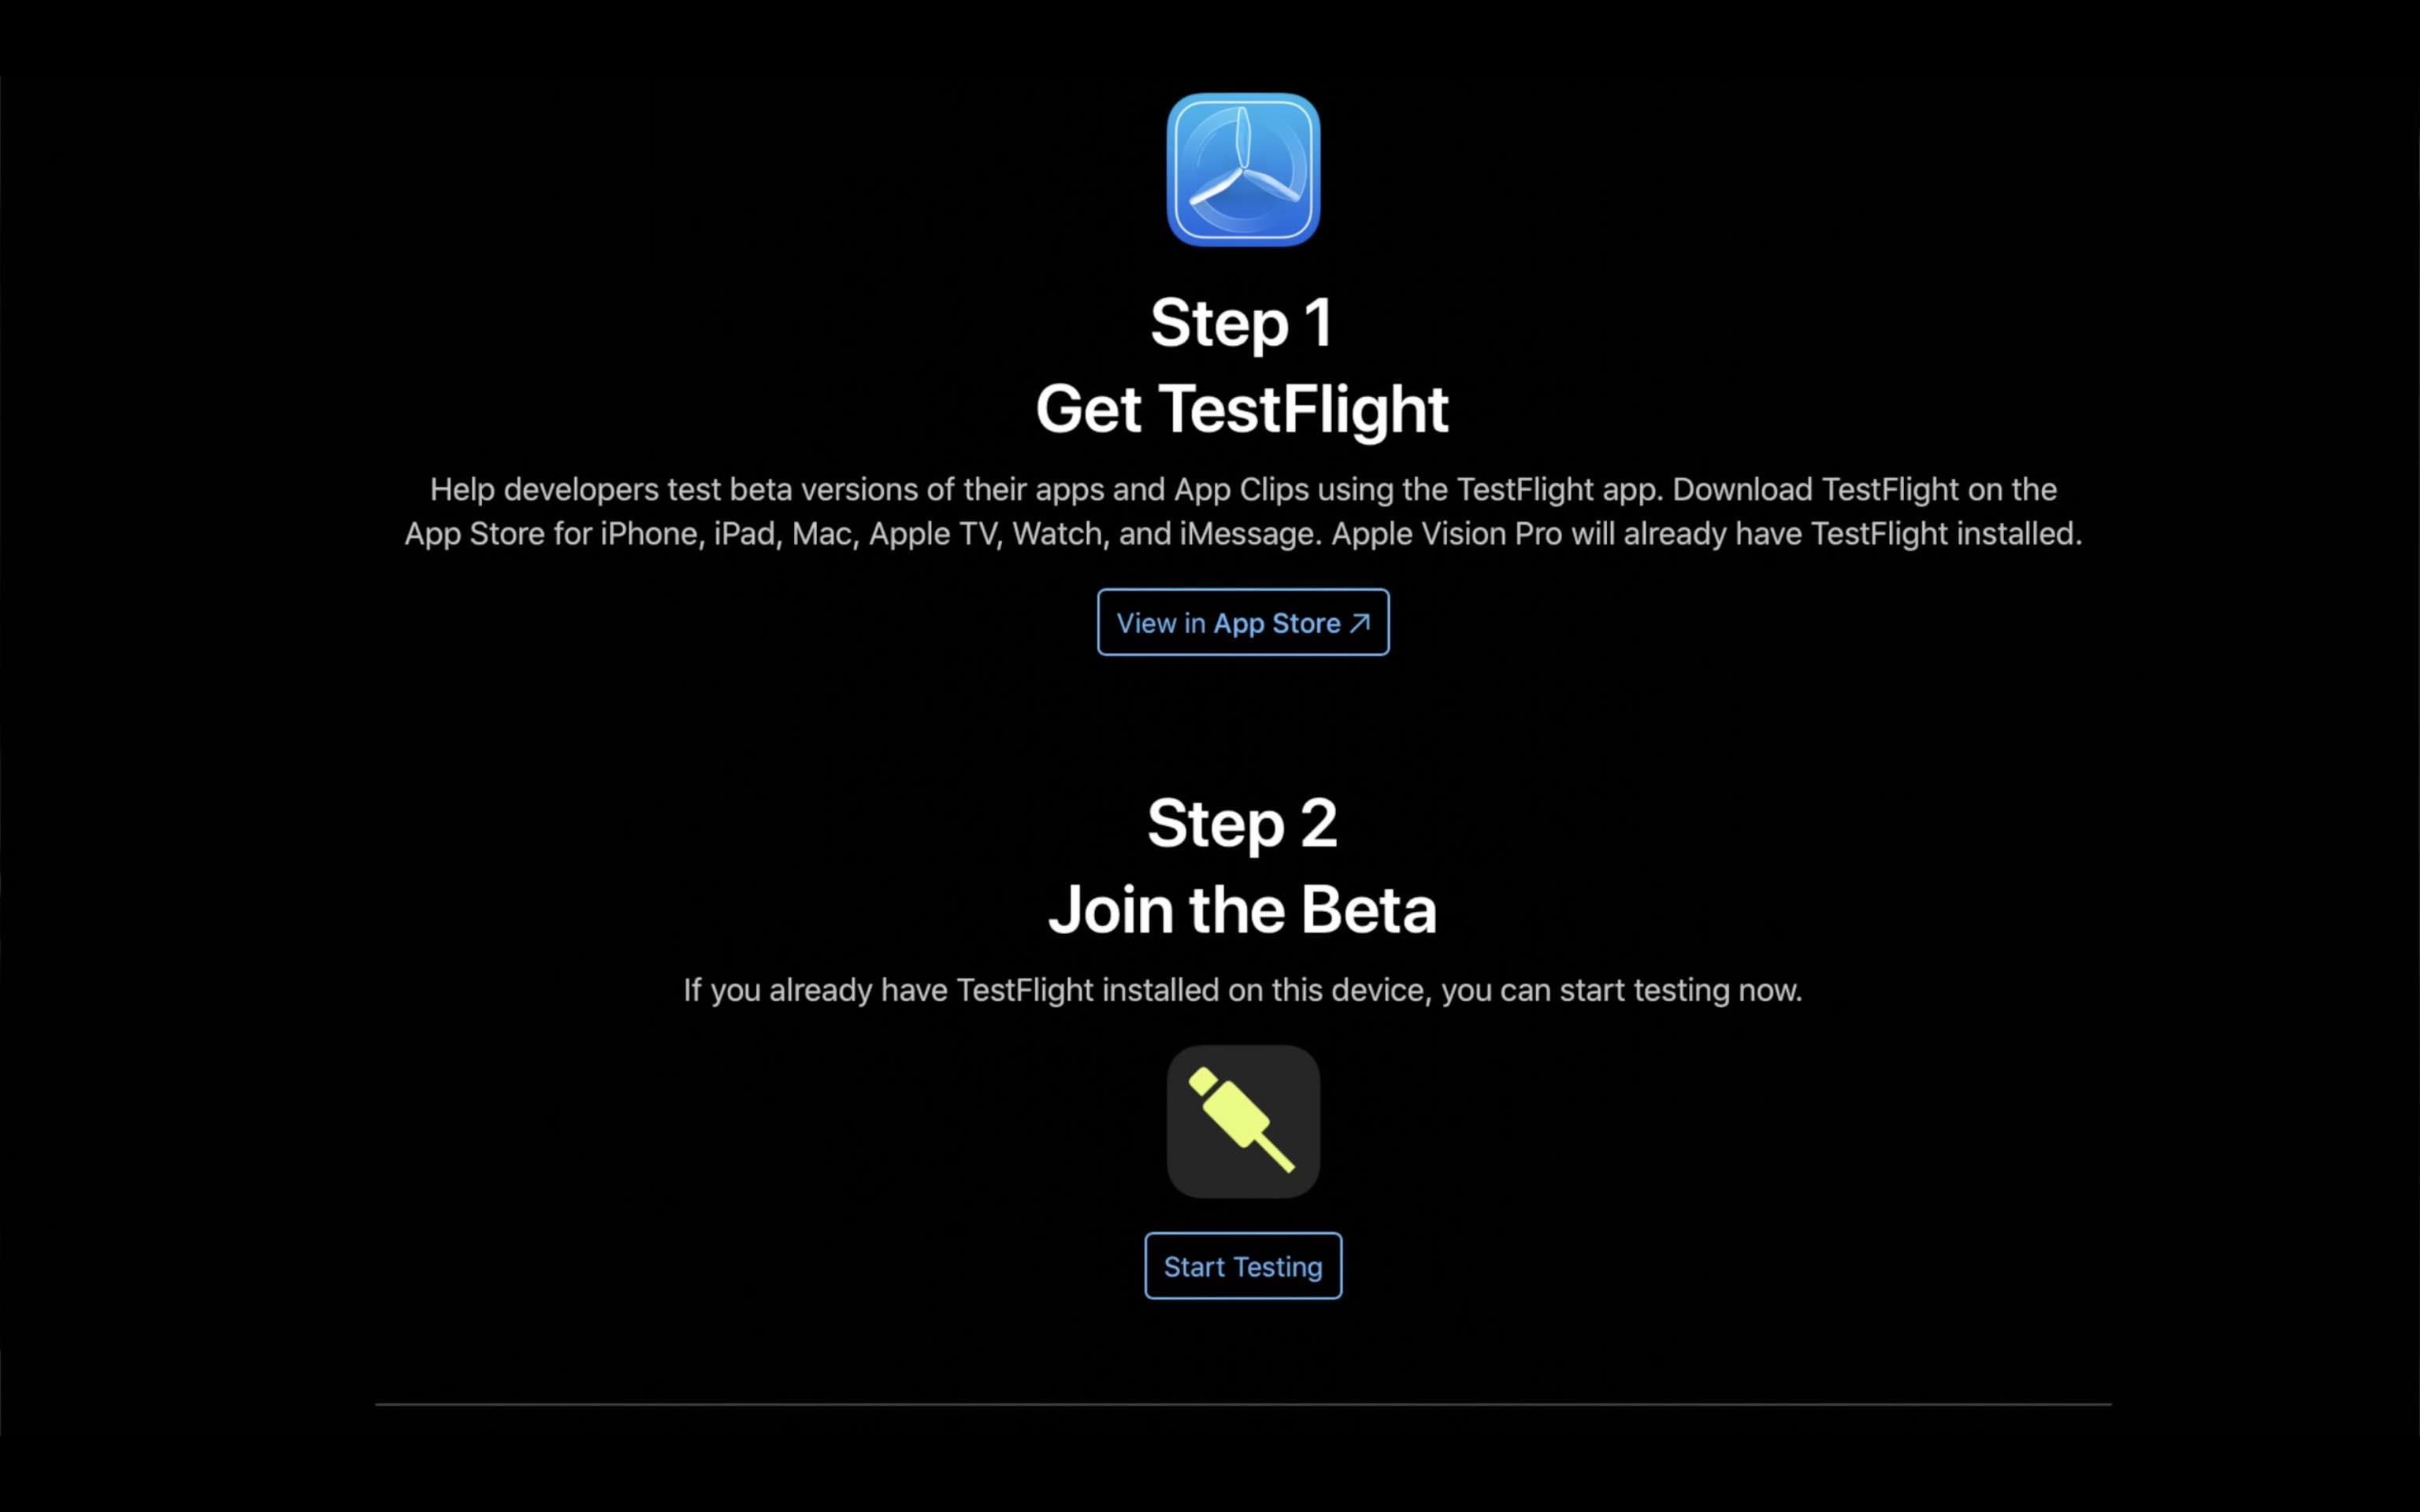 Step 1
Get TestFlight
Help developers test beta versions of their apps and App Clips using the TestFlight app. Download TestFlight on the
App Store for iPhone, iPad, Mac, Apple TV, Watch, and iMessage. Apple Vision Pro will already have TestFlight installed.
View in App Store ↗
Step 2
Join the Beta
If you already have TestFlight installed on this device, you can start testing now.
Start Testing